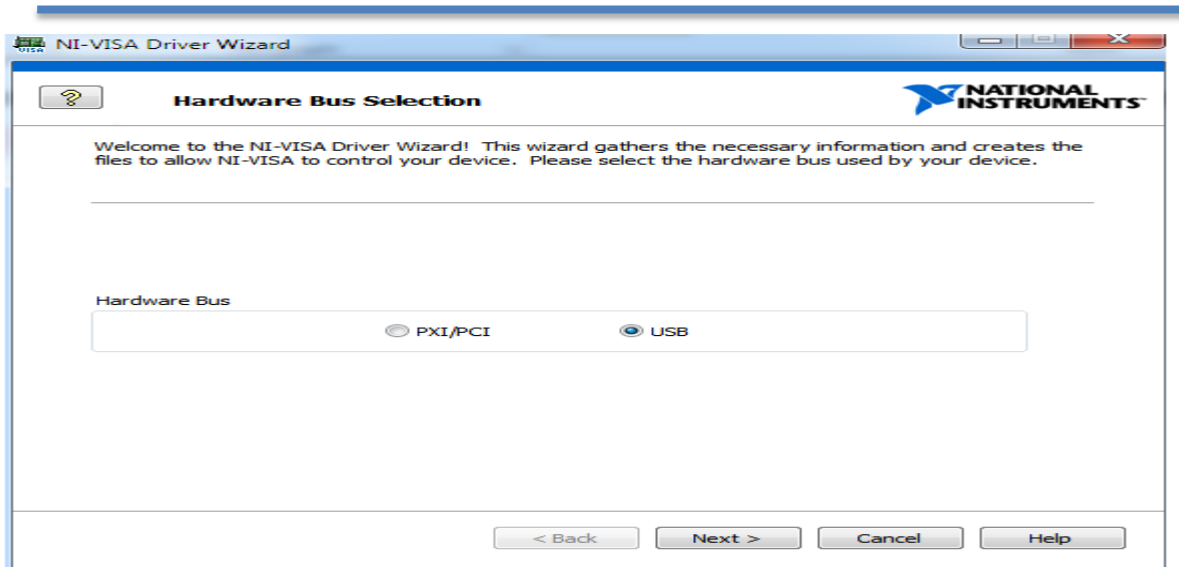 NI-VISA Driver Wizard
Hardware Bus Selection
NATIONAL
INSTRUMENTS
Welcome to the NI-VISA Driver Wizard! This wizard gathers the necessary information and creates the
files to allow NI-VISA to control your device. Please select the hardware bus used by your device.
Hardware Bus
PXI/PCI USB
< Back Next > Cancel Help